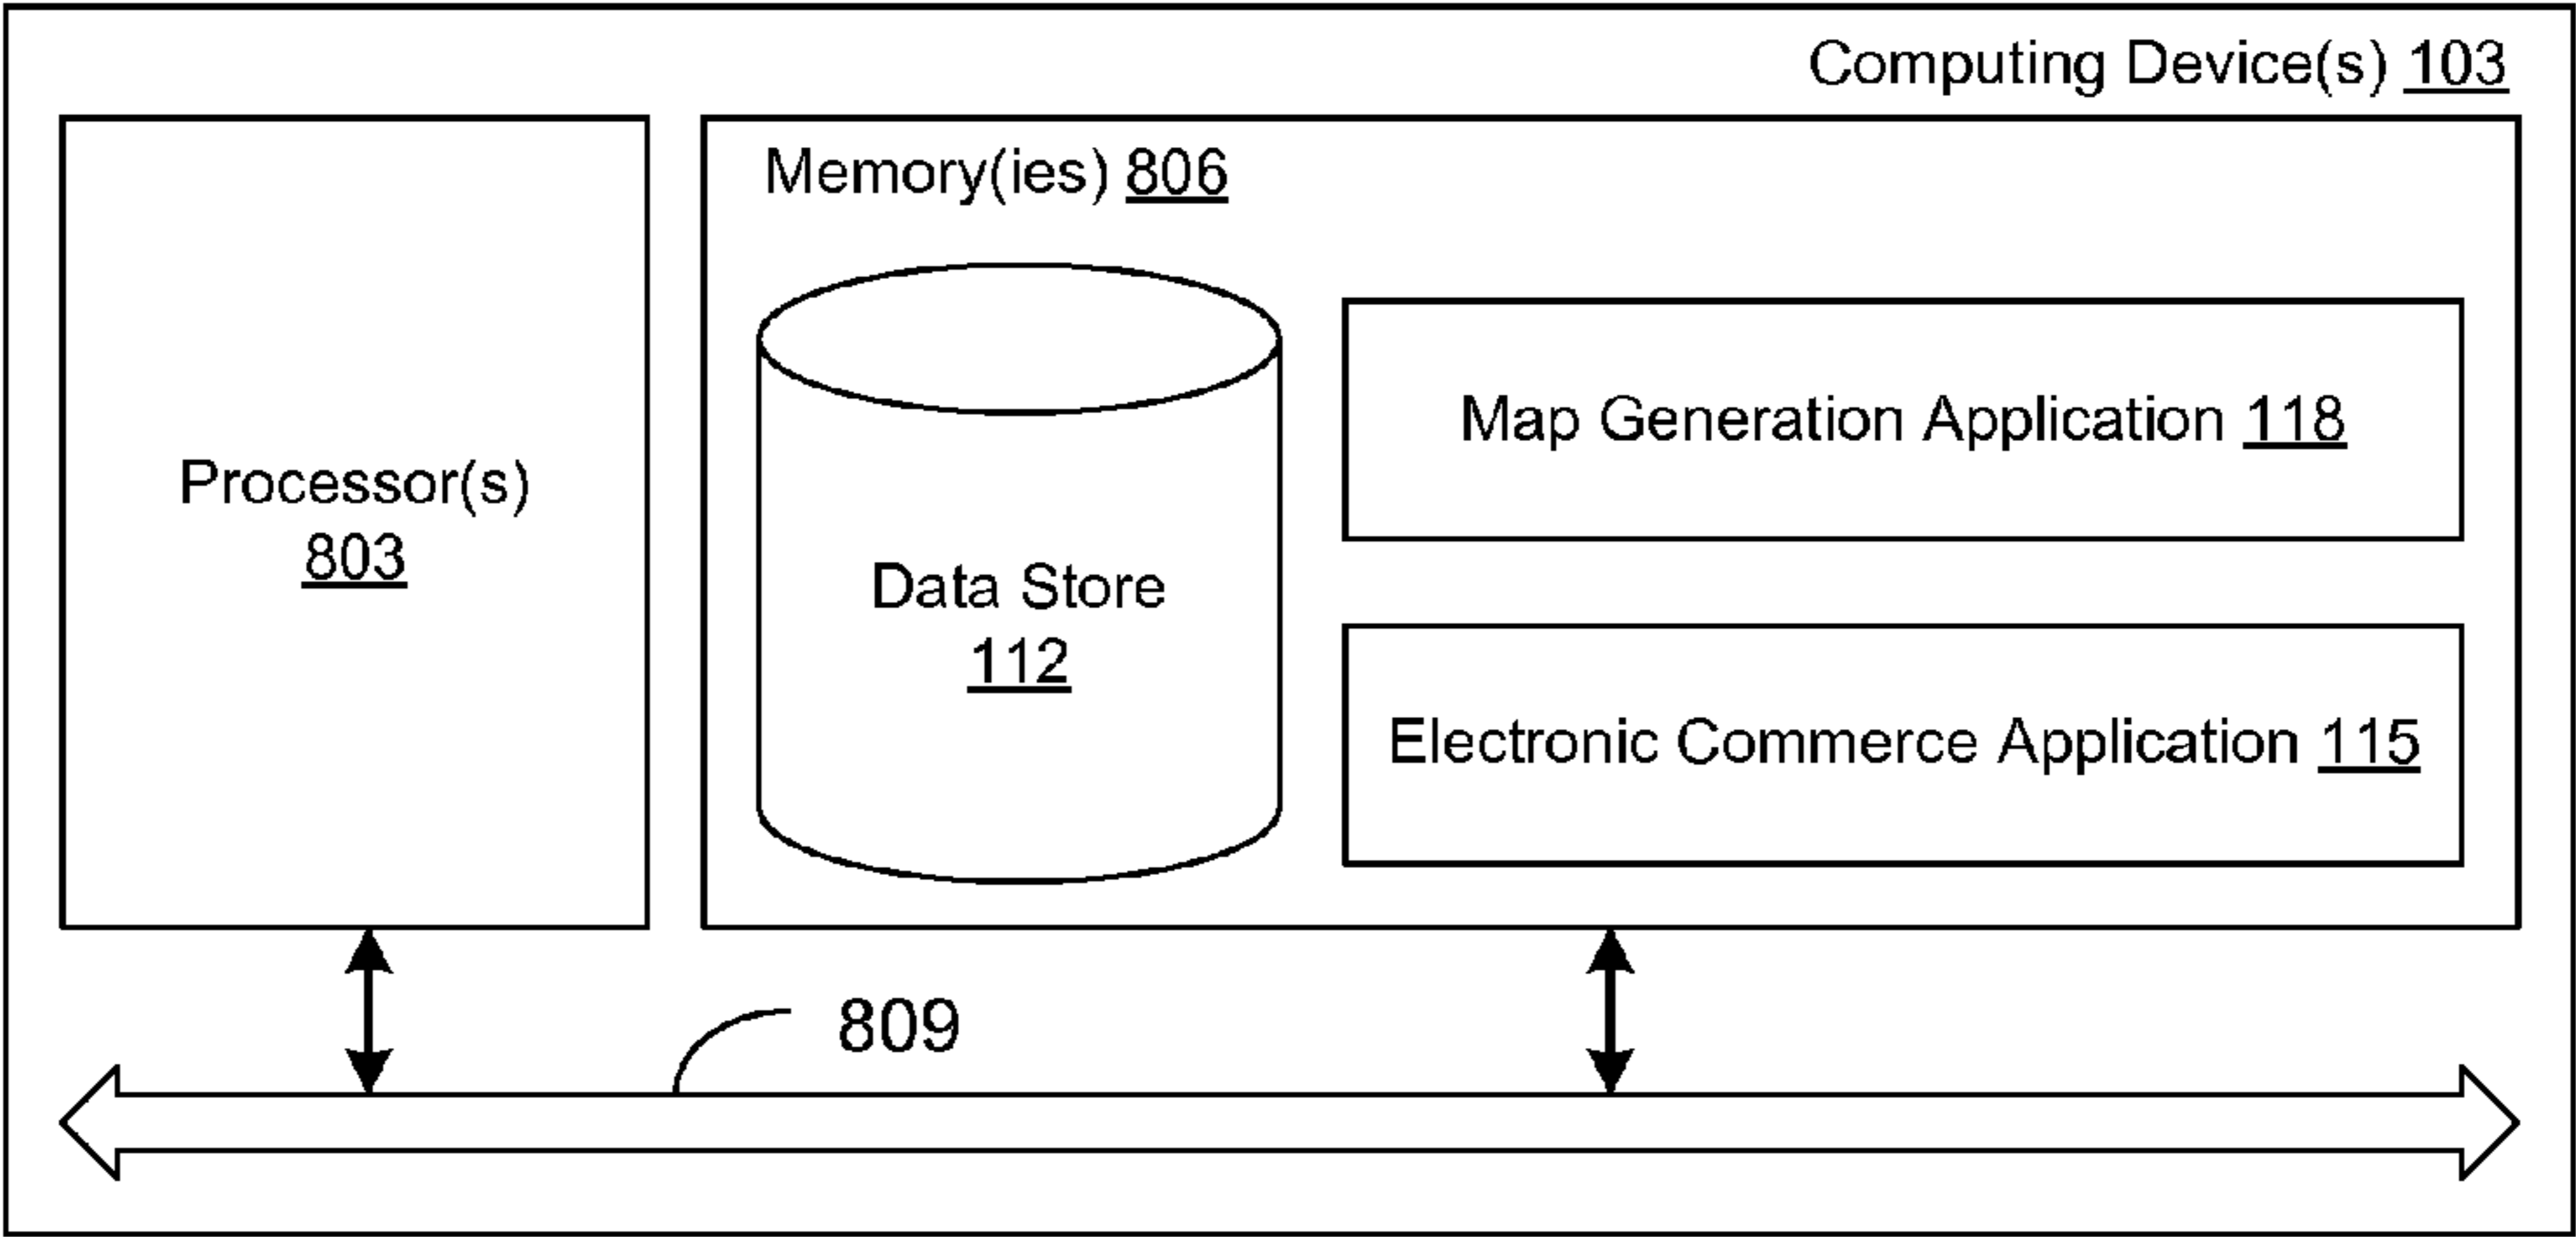 Computing Device(s) 103
Memory(ies) 806
Processor(s)
803
Data Store
112
Map Generation Application 118
Electronic Commerce Application 115
809